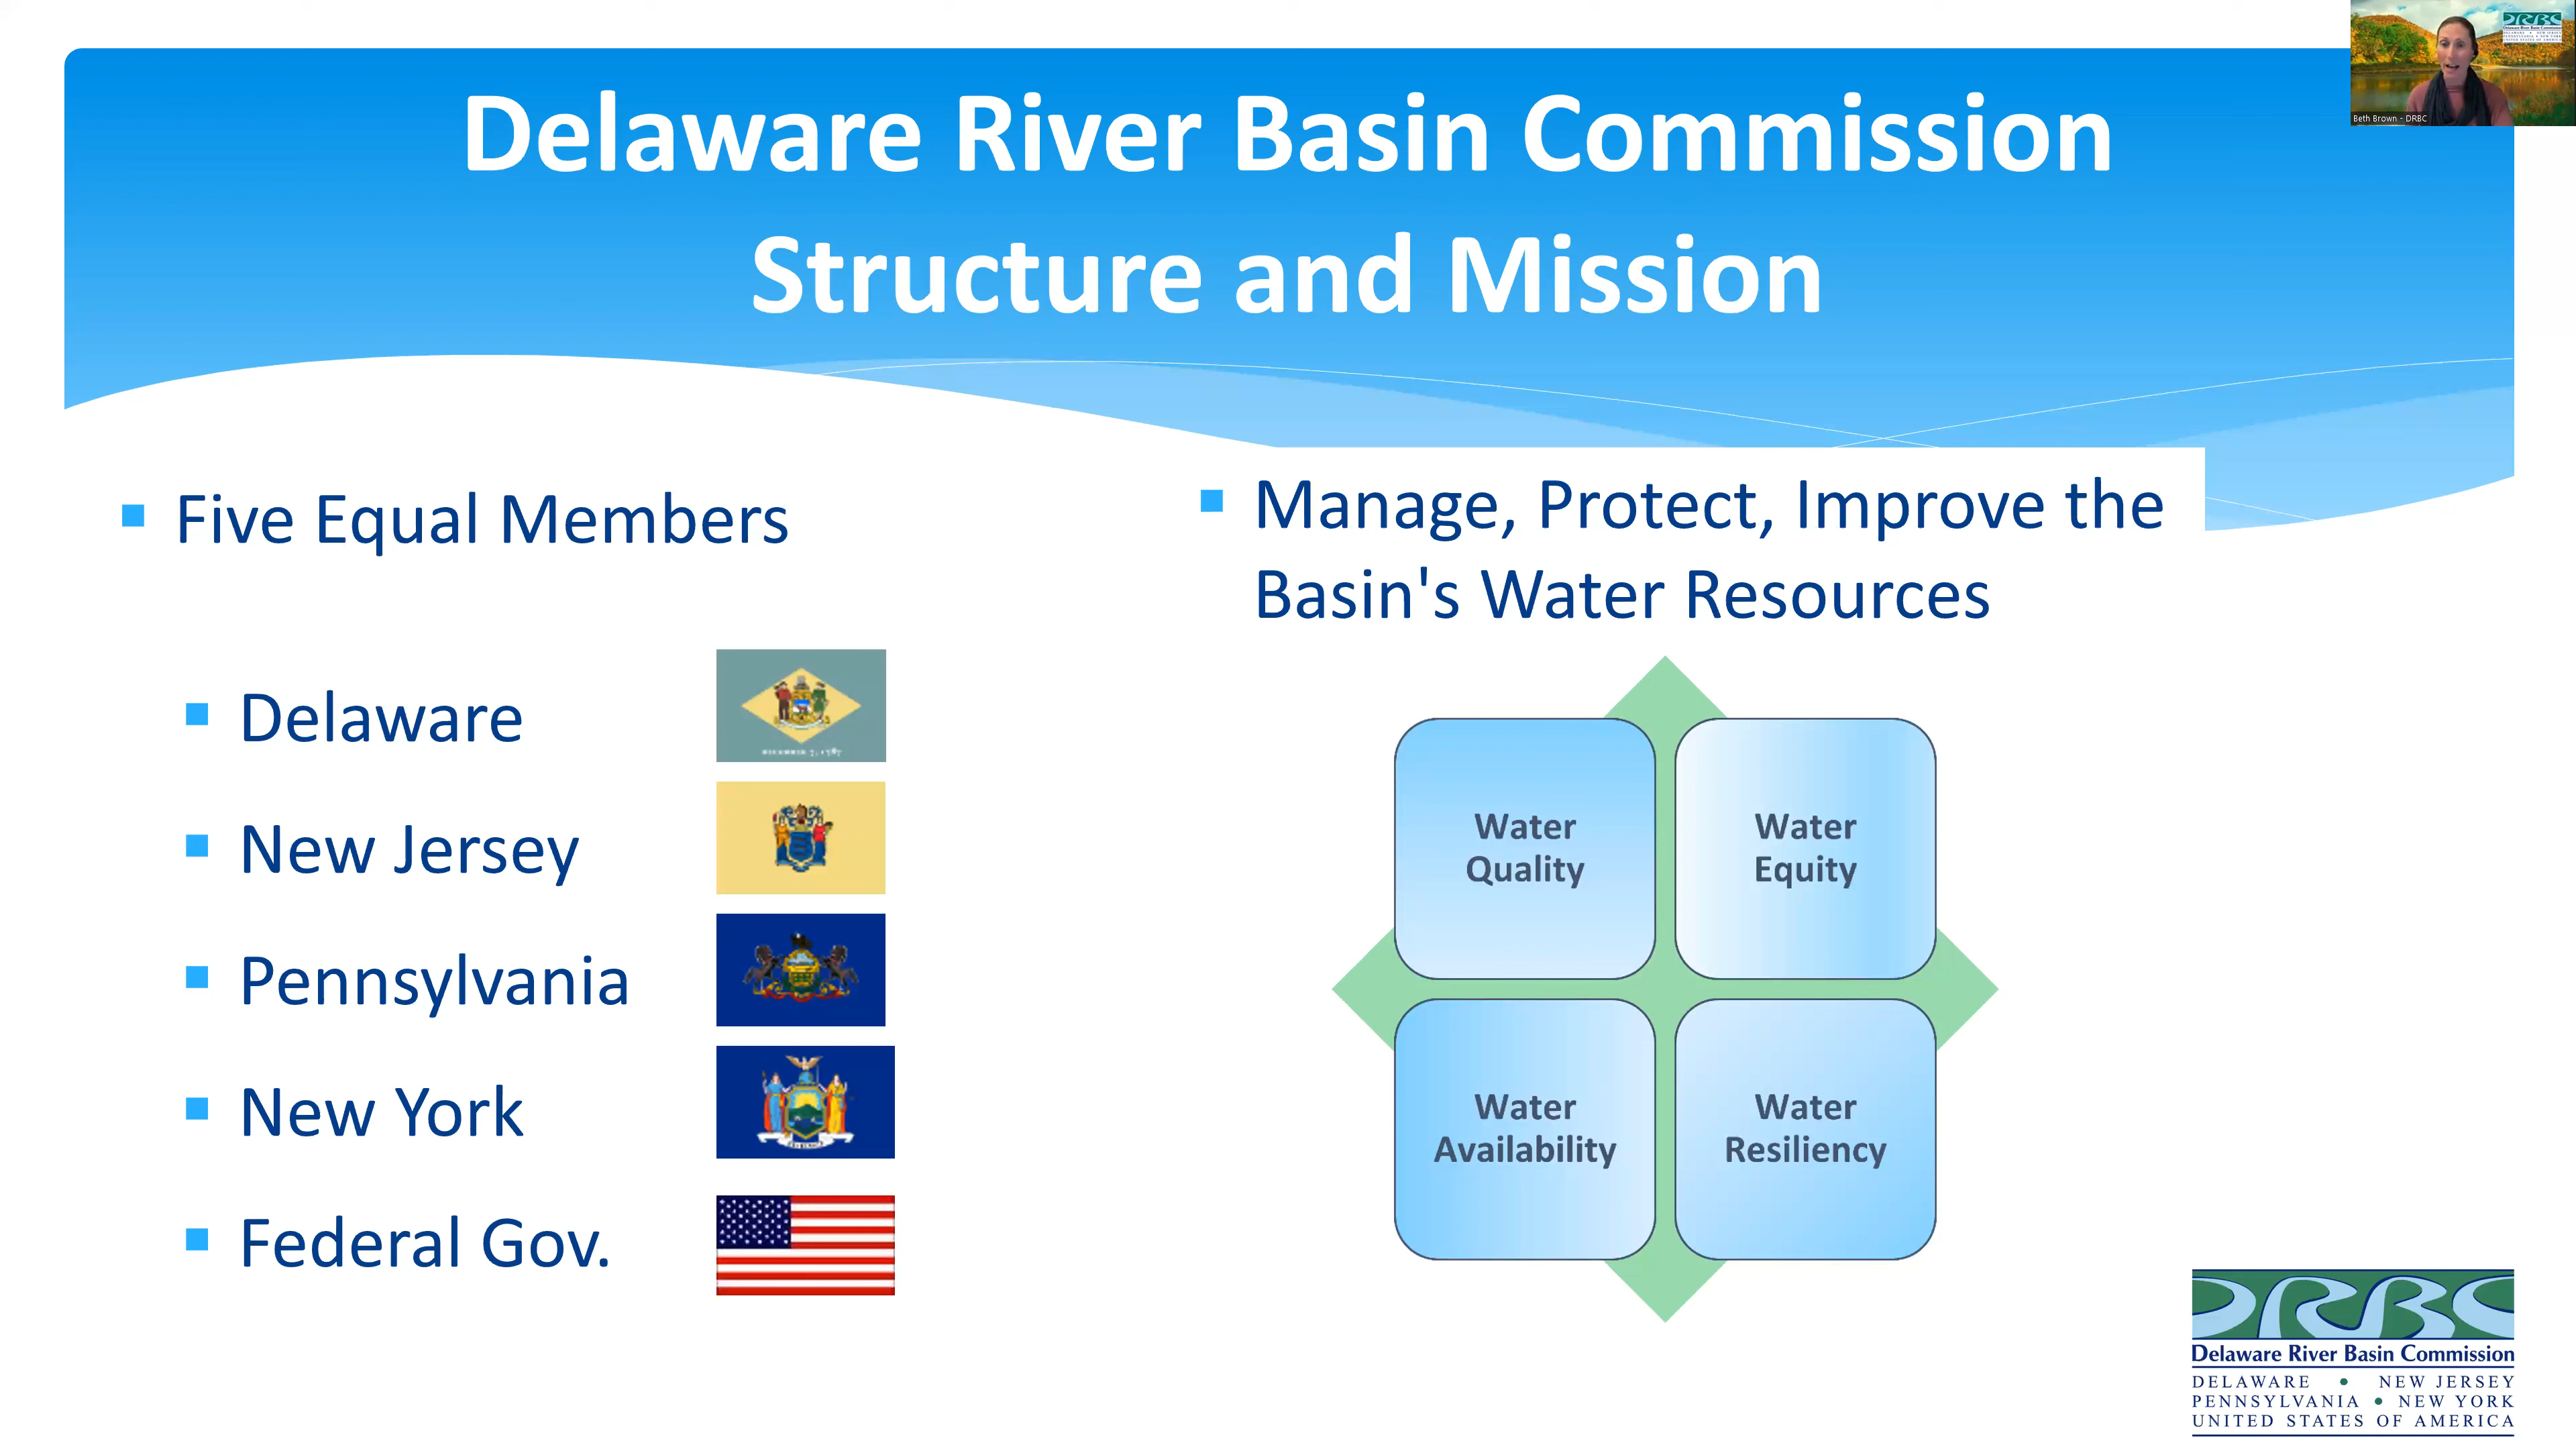 Delaware River Basin Commission
Structure and Mission
Beth Brown - DRBC
Five Equal Members
Delaware
New Jersey
Pennsylvania
New York
Federal Gov.
Manage, Protect, Improve the
Basin's Water Resources
Water
Quality
Water
Equity
Water
Availability
Water
Resiliency
DRBC
Delaware River Basin Commission
DELAWARE • NEW JERSEY
PENNSYLVANIA • NEW YORK
UNITED STATES OF AMERICA